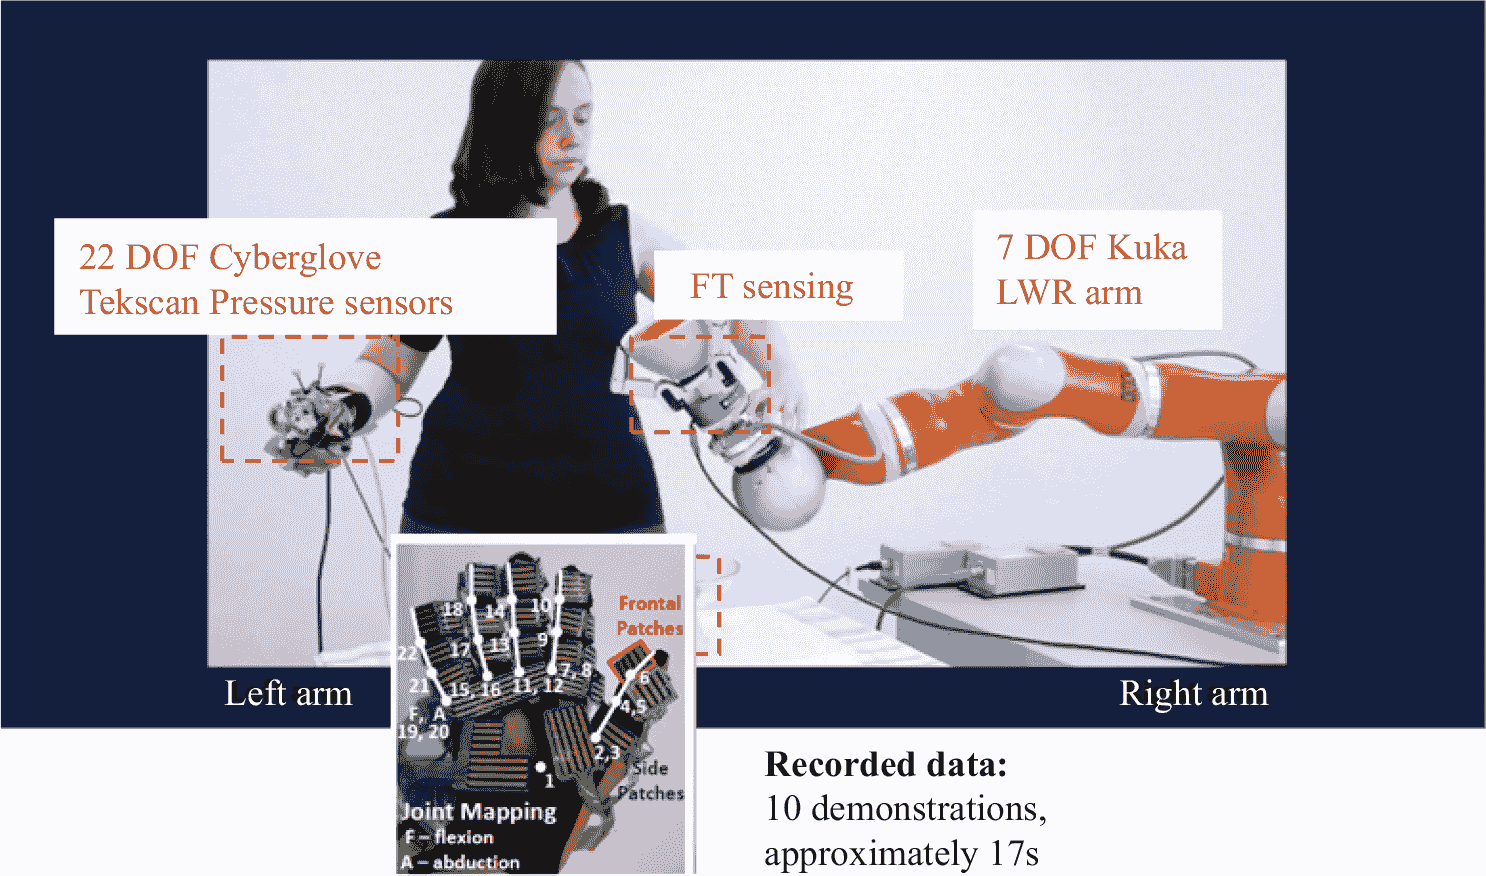 22 DOF Cyberglove
Tekscan Pressure sensors
FT sensing
7 DOF Kuka
LWR arm
Left arm
Right arm
18 14 10
Frontal
Patches
22 17 13 9
21 15, 16 11, 12 7, 8 6
F, A 4,5
19, 20 2,3
1 Side
Patches
Joint Mapping
F – flexion
A – abduction
Recorded data:
10 demonstrations,
approximately 17s